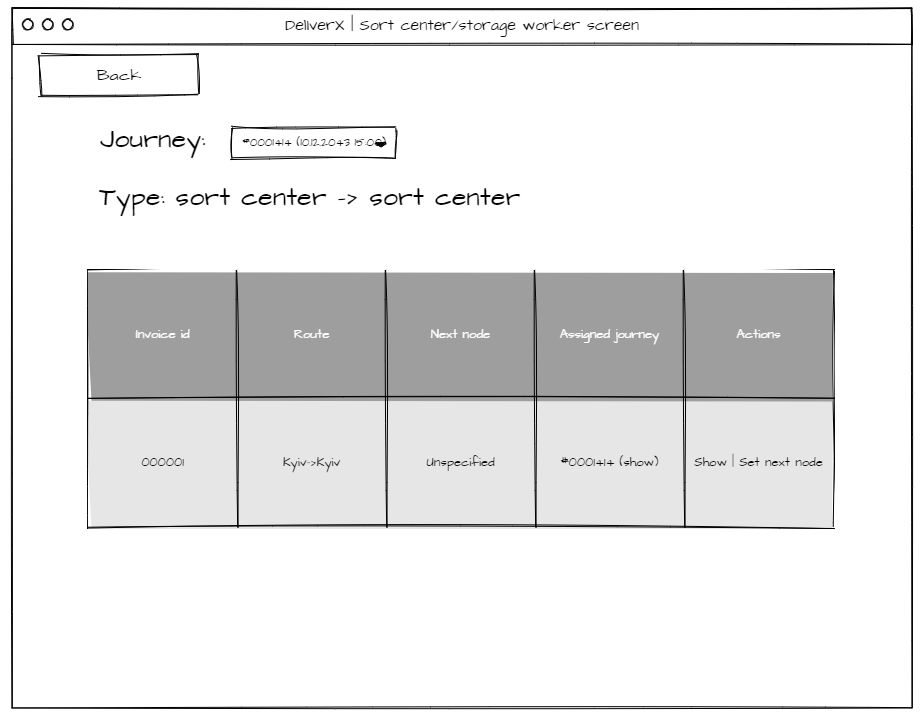 DeliverX | Sort center/storage worker screen
Back
Journey: #0001414 (10.12.2043 15:00)
Type: sort center -> sort center
Invoice id Route Next node Assigned journey Actions
000001 Kyiv->Kyiv Unspecified #0001414 (show) Show | Set next node